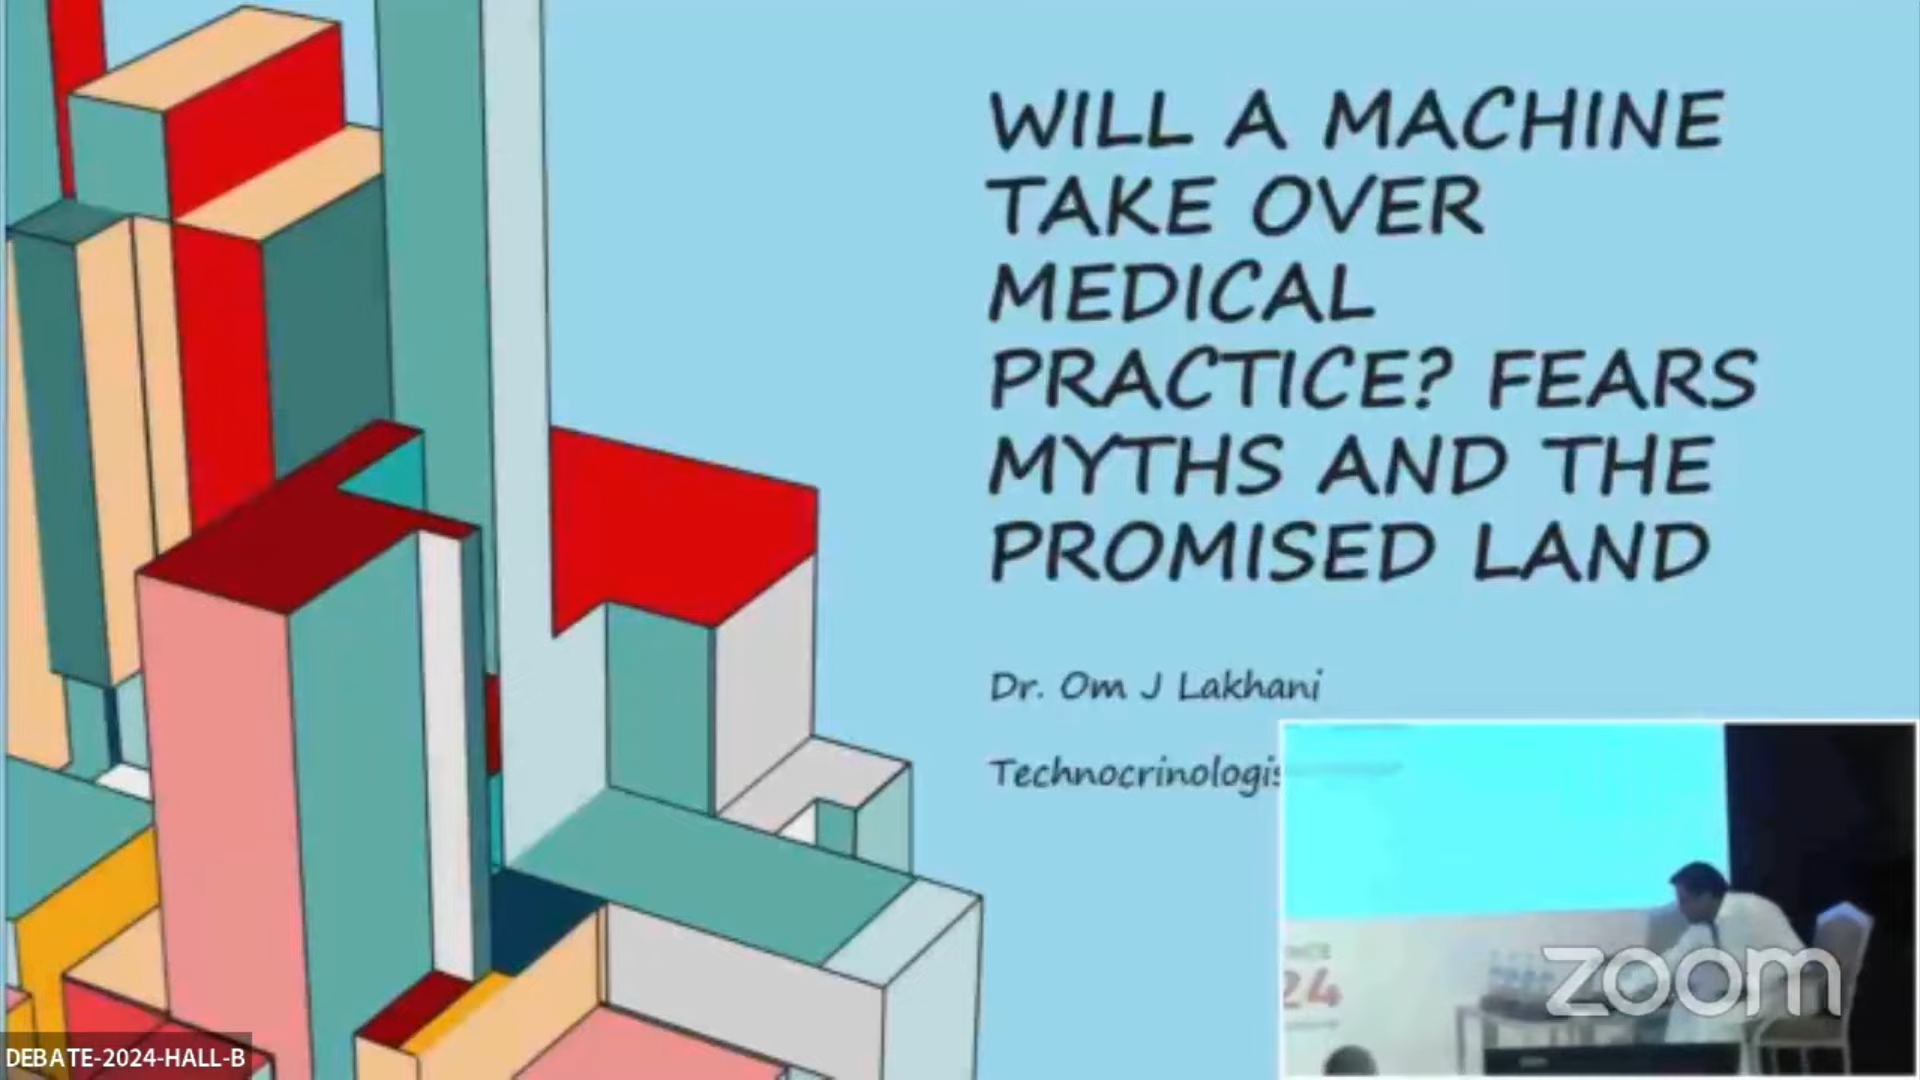 WILL A MACHINE
TAKE OVER
MEDICAL
PRACTICE? FEARS
MYTHS AND THE
PROMISED LAND
Dr. Om J Lakhani
24
zoom
DEBATE-2024-HALL-B